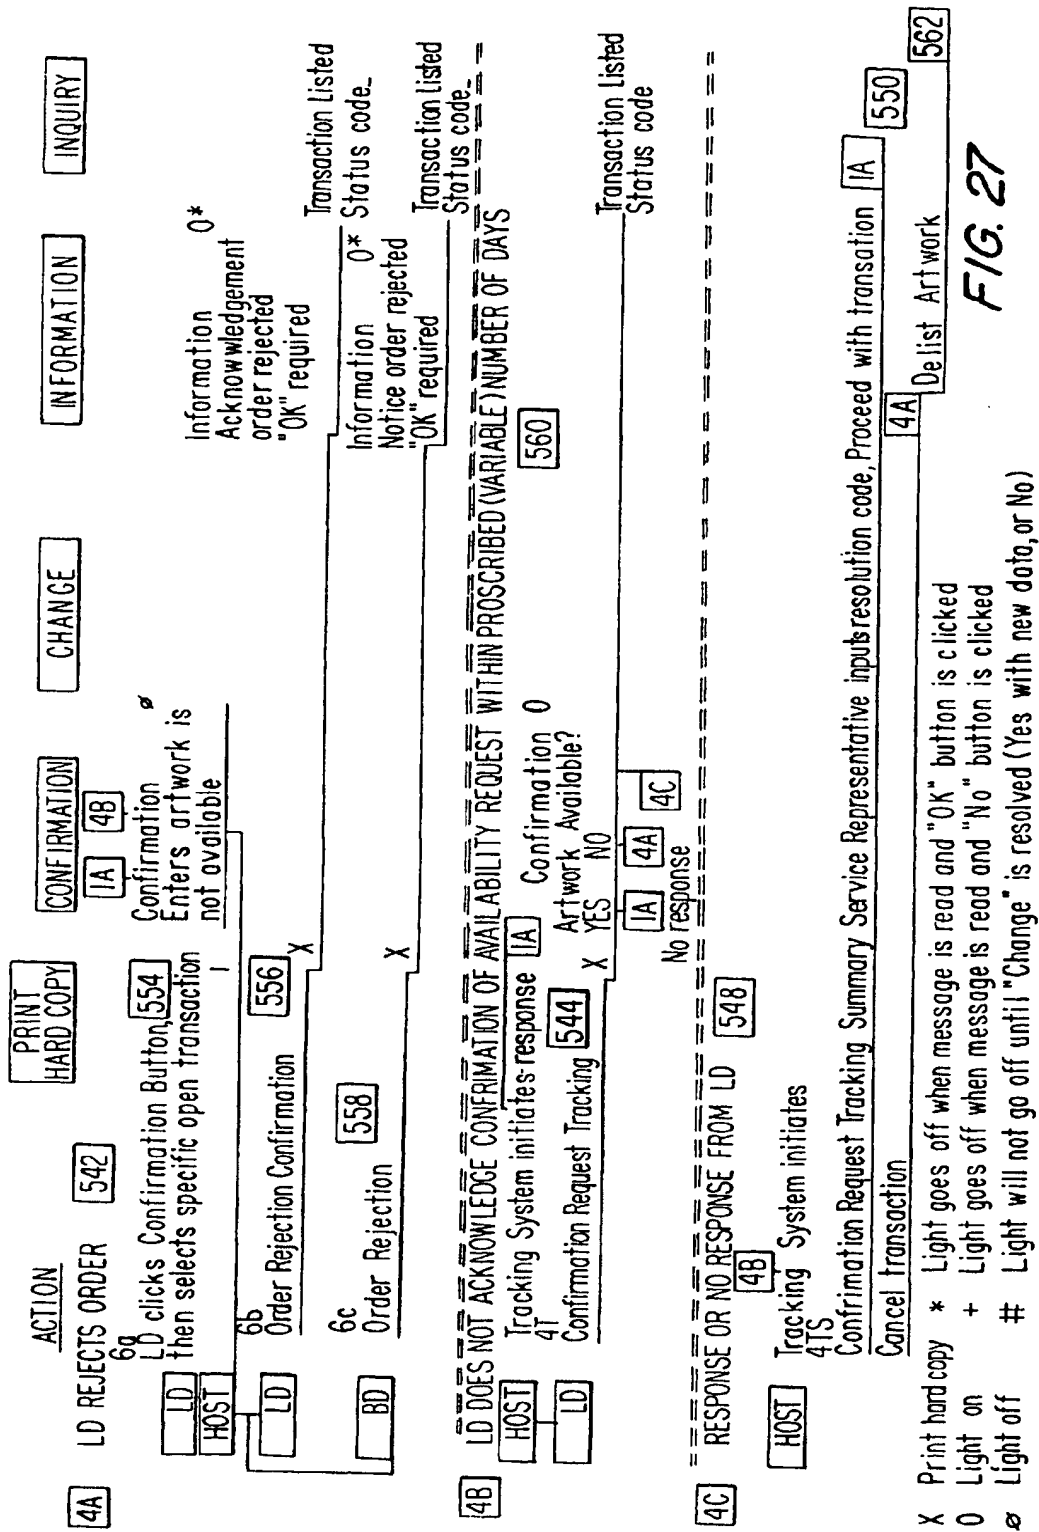 ACTION
PRINT
HARD COPY
CONFIRMATION
CHANGE
INFORMATION
INQUIRY
4A
LD REJECTS ORDER
542
1A
4B
6a
LD clicks Confirmation Button,
554
then selects specific open transaction
Confirmation ø
Enters artwork is
not available
Information 0*
Acknowledgement
order rejected
"OK" required
LD
HOST
6b
Order Rejection Confirmation
556
X
Transaction Listed
Status code
LD
6c
Order Rejection
558
X
Information 0*
Notice order rejected
"OK" required
Transaction Listed
Status code
BD
4B
LD DOES NOT ACKNOWLEDGE CONFRIMATION OF AVAILABILITY REQUEST WITHIN PROSCRIBED (VARIABLE) NUMBER OF DAYS
HOST
LD
Tracking System initiates-response
1A
4T
Confirmation Request Tracking
544
X
Confirmation 0
Artwork Available?
YES NO
560
Transaction Listed
Status code
1A
4A
4C
No response
4C
RESPONSE OR NO RESPONSE FROM LD
548
4B
HOST
Tracking System initiates
4TS
Confrimation Request Tracking Summary Service Representative inputs resolution code, Proceed with transation
1A
550
Cancel transaction
4A
Delist Artwork
562
X Print hard copy * Light goes off when message is read and "OK" button is clicked
0 Light on + Light goes off when message is read and "No" button is clicked
ø Light off # Light will not go off until "Change" is resolved (Yes with new data, or No)
FIG. 27